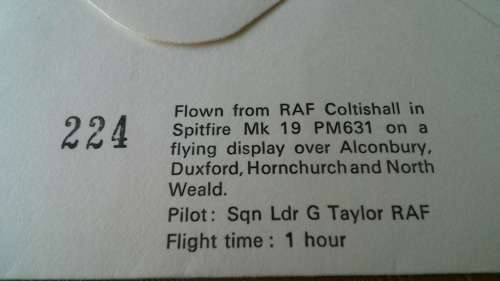 224
Flown from RAF Coltishall in
Spitfire Mk 19 PM631 on a
flying display over Alconbury,
Duxford, Hornchurch and North
Weald.
Pilot: Sqn Ldr G Taylor RAF
Flight time: 1 hour